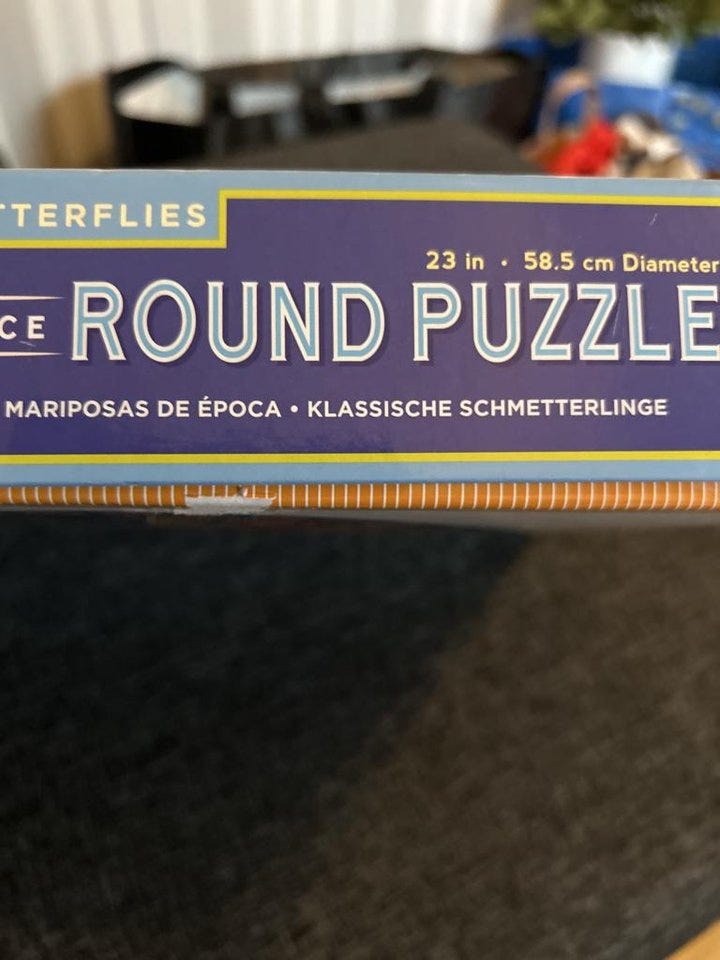 TTERFLIES
23 in • 58.5 cm Diameter
CE ROUND PUZZLE
MARIPOSAS DE ÉPOCA • KLASSISCHE SCHMETTERLINGE